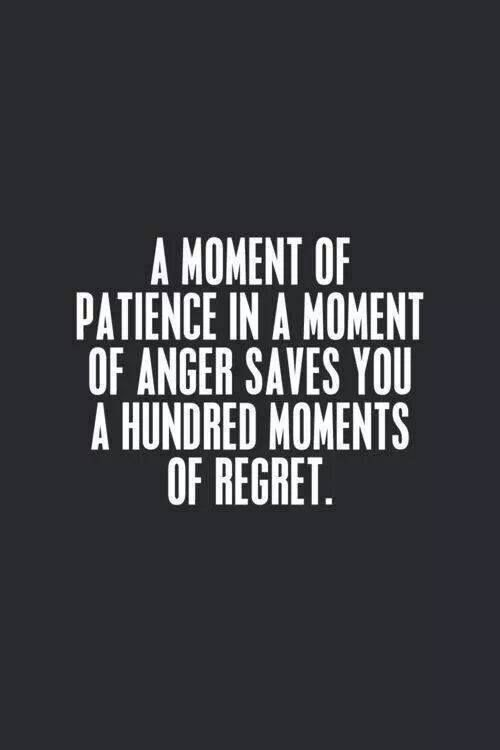 A MOMENT OF
PATIENCE IN A MOMENT
OF ANGER SAVES YOU
A HUNDRED MOMENTS
OF REGRET.